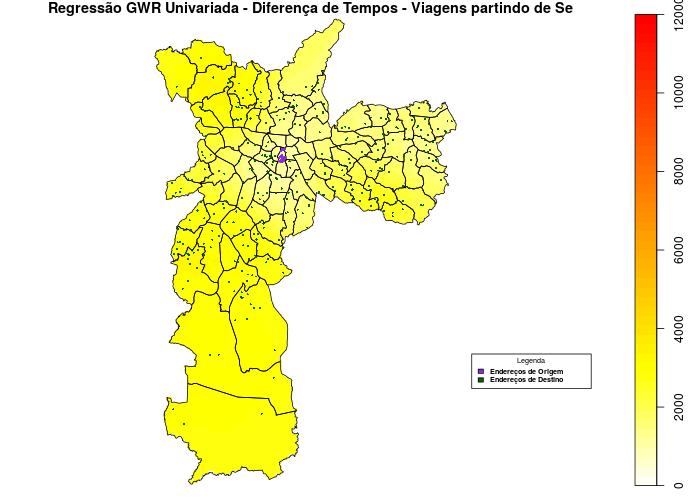 Regressão GWR Univariada - Diferença de Tempos - Viagens partindo de Se
12000
10000
8000
6000
4000
2000
0
Legenda
Endereços de Origem
Endereços de Destino